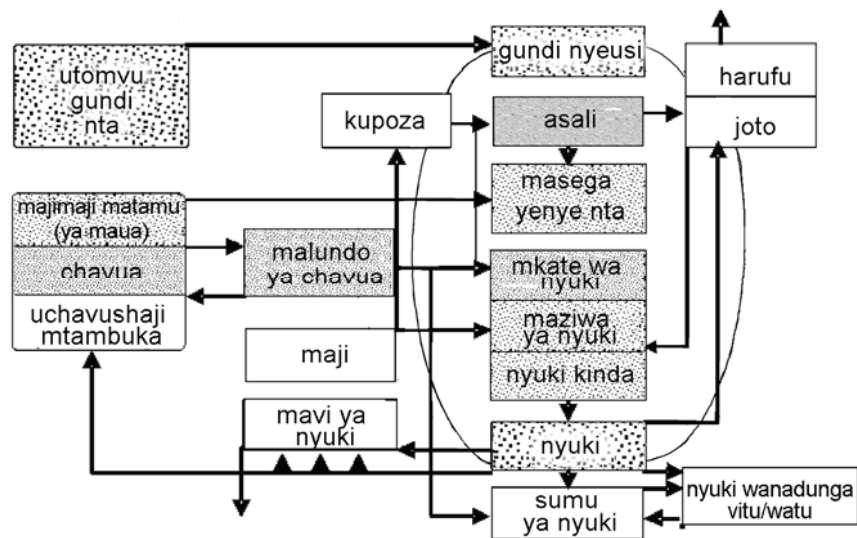 utomvu
gundi
nta
gundi nyeusi
harufu
joto
kupoza
asali
masega
yenye nta
majimaji matamu
(ya maua)
chavua
uchavushaji
mtambuka
malundo
ya chavua
maji
mkate wa
nyuki
maziwa
ya nyuki
nyuki kinda
mavi ya
nyuki
nyuki
sumu
ya nyuki
nyuki wanadunga
vitu/watu